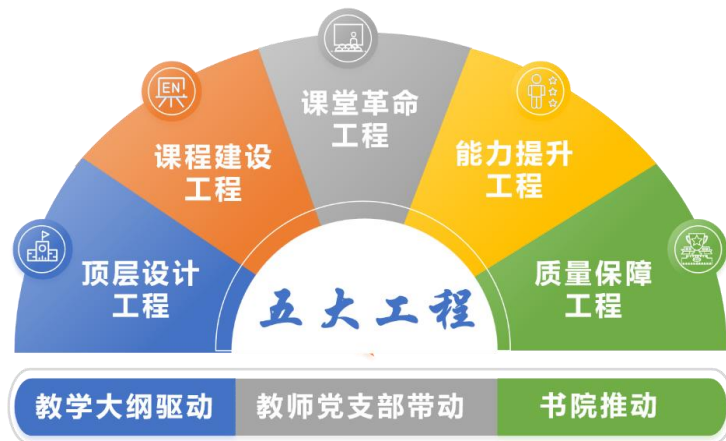 EN
课堂革命
工程
课程建设
工程
能力提升
工程
顶层设计
工程
质量保障
工程
五大工程
教学大纲驱动
教师党支部带动
书院推动